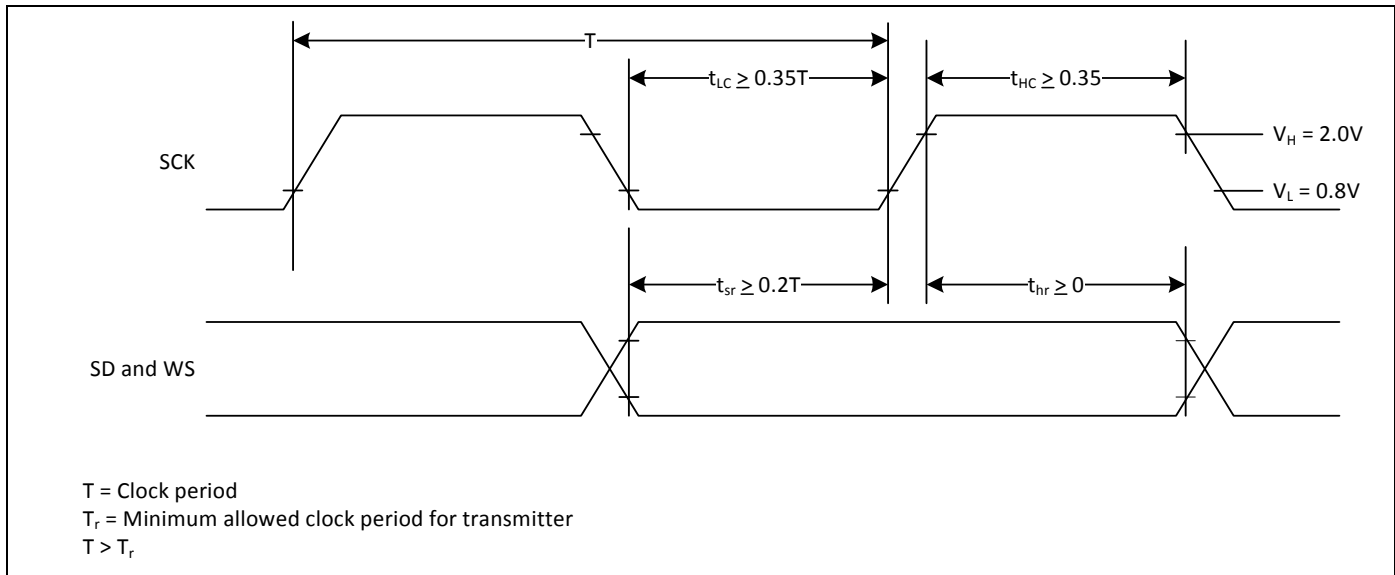 T
t_LC ≥ 0.35T
t_HC ≥ 0.35
SCK
V_H = 2.0V
V_L = 0.8V
t_sr ≥ 0.2T
t_hr ≥ 0
SD and WS
T = Clock period
T_r = Minimum allowed clock period for transmitter
T > T_r